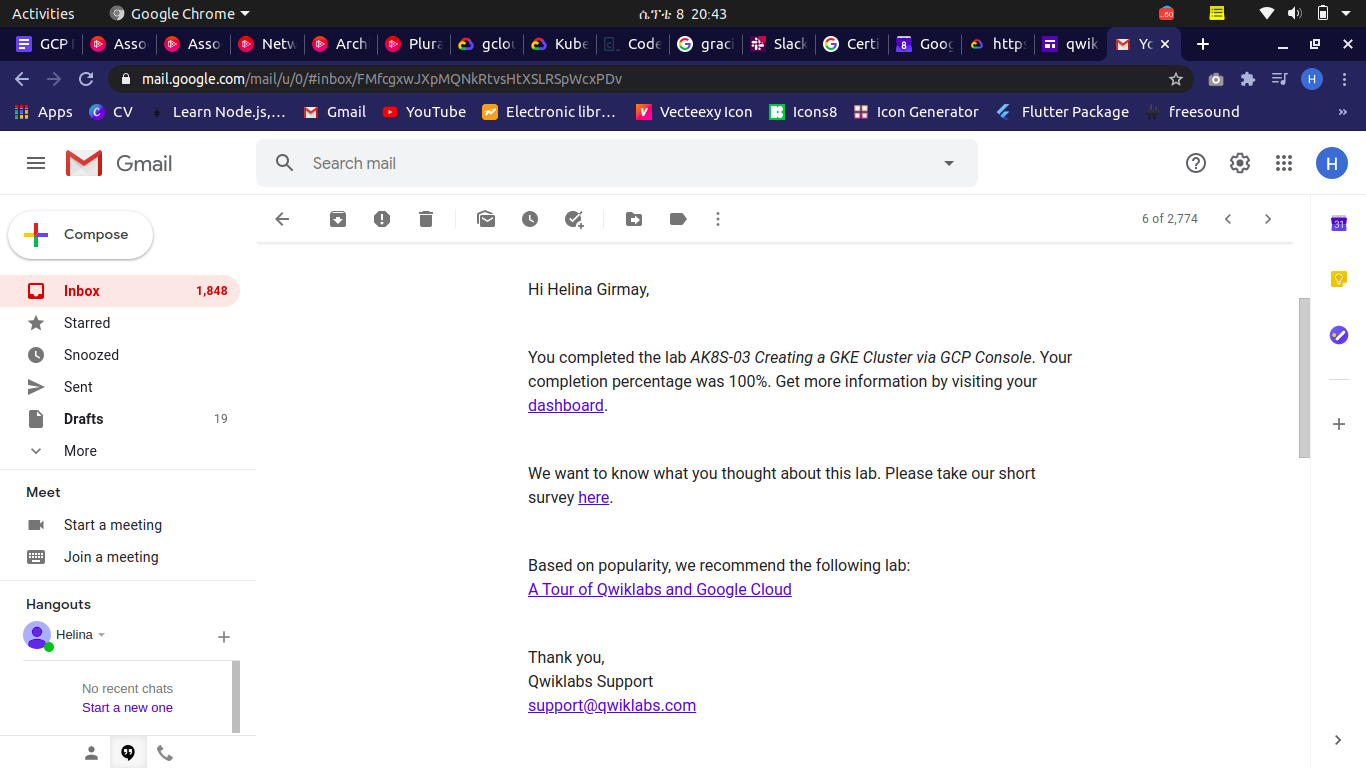 Activities Google Chrome ሴፕቴ 8 20:43 .60
GCP Asso Asso Netw Arch Plura gclou Kube Code graci Slack Certi 8 Goog https qwik Yo
mail.google.com/mail/u/0/#inbox/FMfcgxwJXpMQNkRtvsHtXSLRSpWcxPDv H
Apps CV Learn Node.js,... Gmail YouTube Electronic libr... Vecteexy Icon Icons8 Icon Generator Flutter Package freesound »
Gmail Search mail H
Compose
6 of 2,774
31
Inbox 1,848
Starred
Snoozed
Sent
Drafts 19
More
Meet
Start a meeting
Join a meeting
Hangouts
Helina
No recent chats
Start a new one
Hi Helina Girmay,
You completed the lab AK8S-03 Creating a GKE Cluster via GCP Console. Your
completion percentage was 100%. Get more information by visiting your
dashboard.
We want to know what you thought about this lab. Please take our short
survey here.
Based on popularity, we recommend the following lab:
A Tour of Qwiklabs and Google Cloud
Thank you,
Qwiklabs Support
support@qwiklabs.com